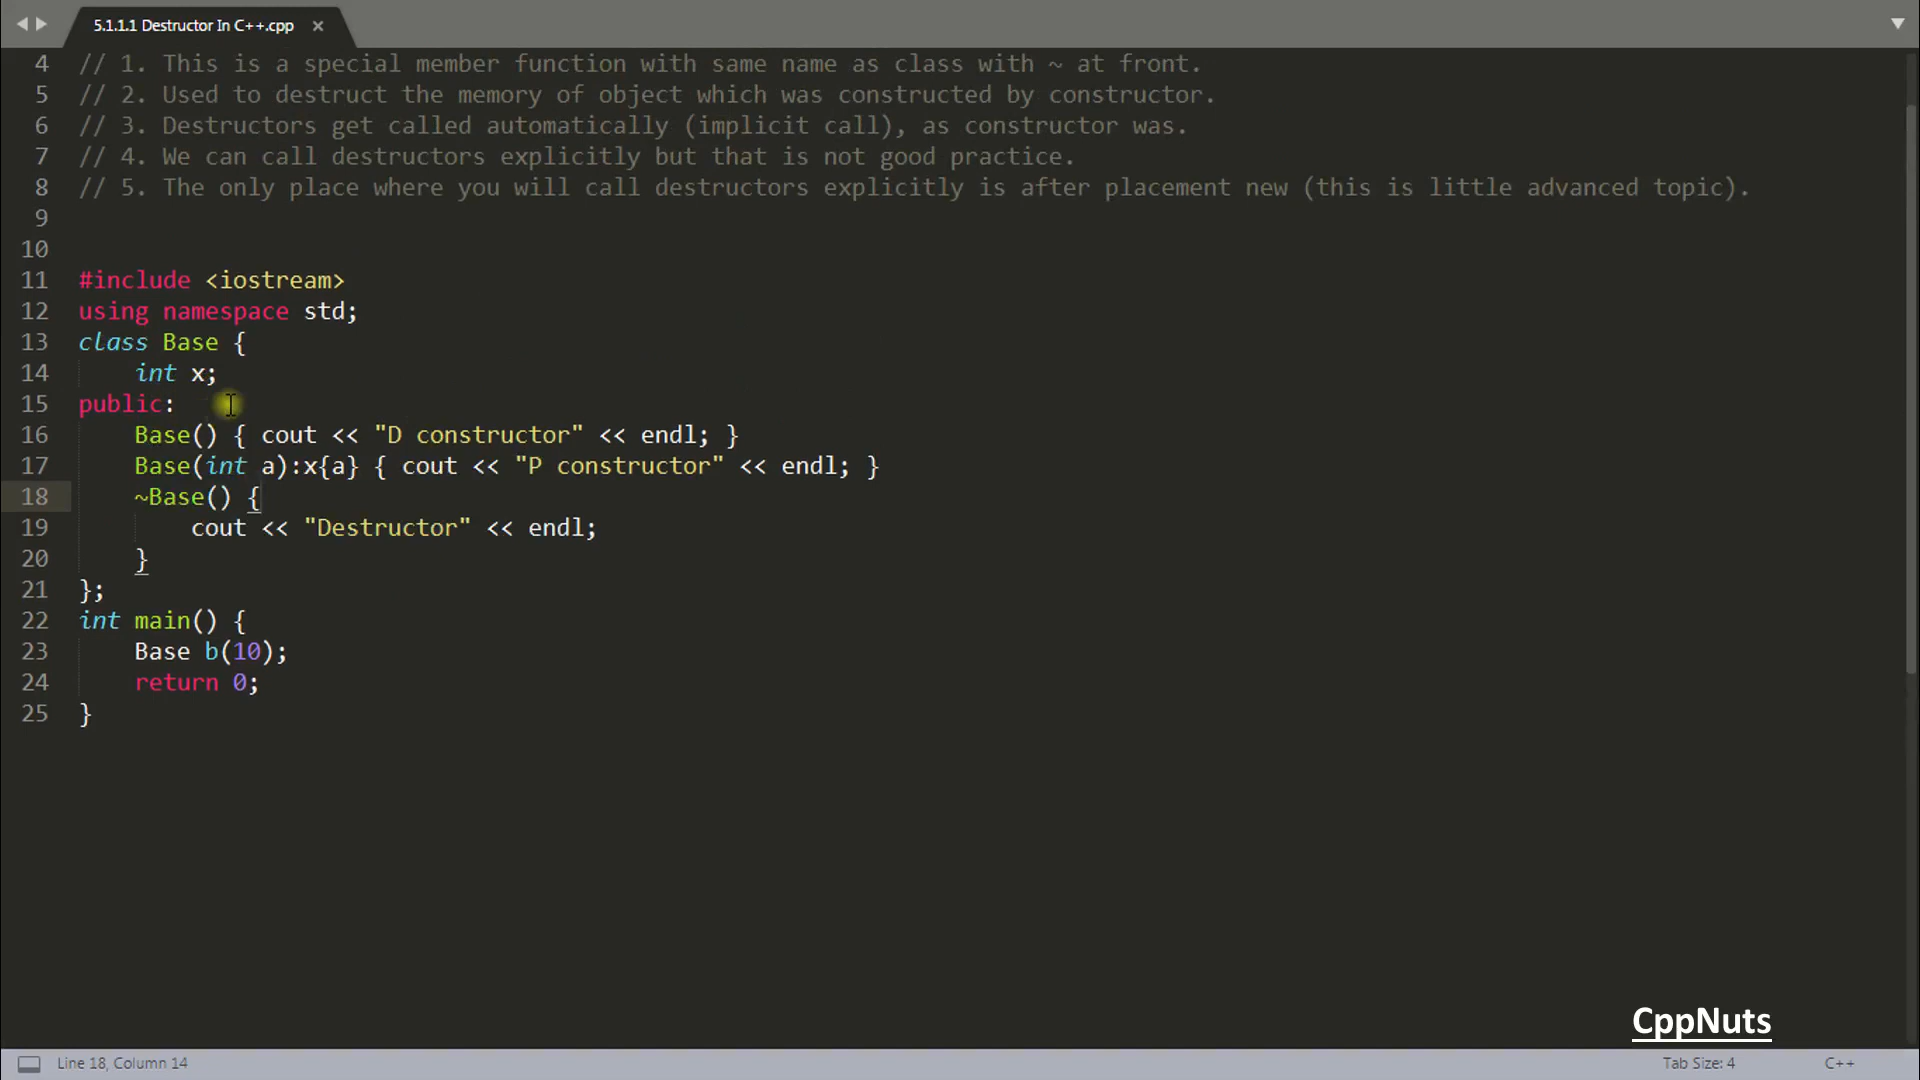 5.1.1.1 Destructor In C++.cpp ×
4 // 1. This is a special member function with same name as class with ~ at front.
5 // 2. Used to destruct the memory of object which was constructed by constructor.
6 // 3. Destructors get called automatically (implicit call), as constructor was.
7 // 4. We can call destructors explicitly but that is not good practice.
8 // 5. The only place where you will call destructors explicitly is after placement new (this is little advanced topic).
9
10
11 #include <iostream>
12 using namespace std;
13 class Base {
14     int x;
15 public:
16     Base() { cout << "D constructor" << endl; }
17     Base(int a):x{a} { cout << "P constructor" << endl; }
18     ~Base() {
19         cout << "Destructor" << endl;
20     }
21 };
22 int main() {
23     Base b(10);
24     return 0;
25 }
CppNuts
Line 18, Column 14 Tab Size: 4 C++